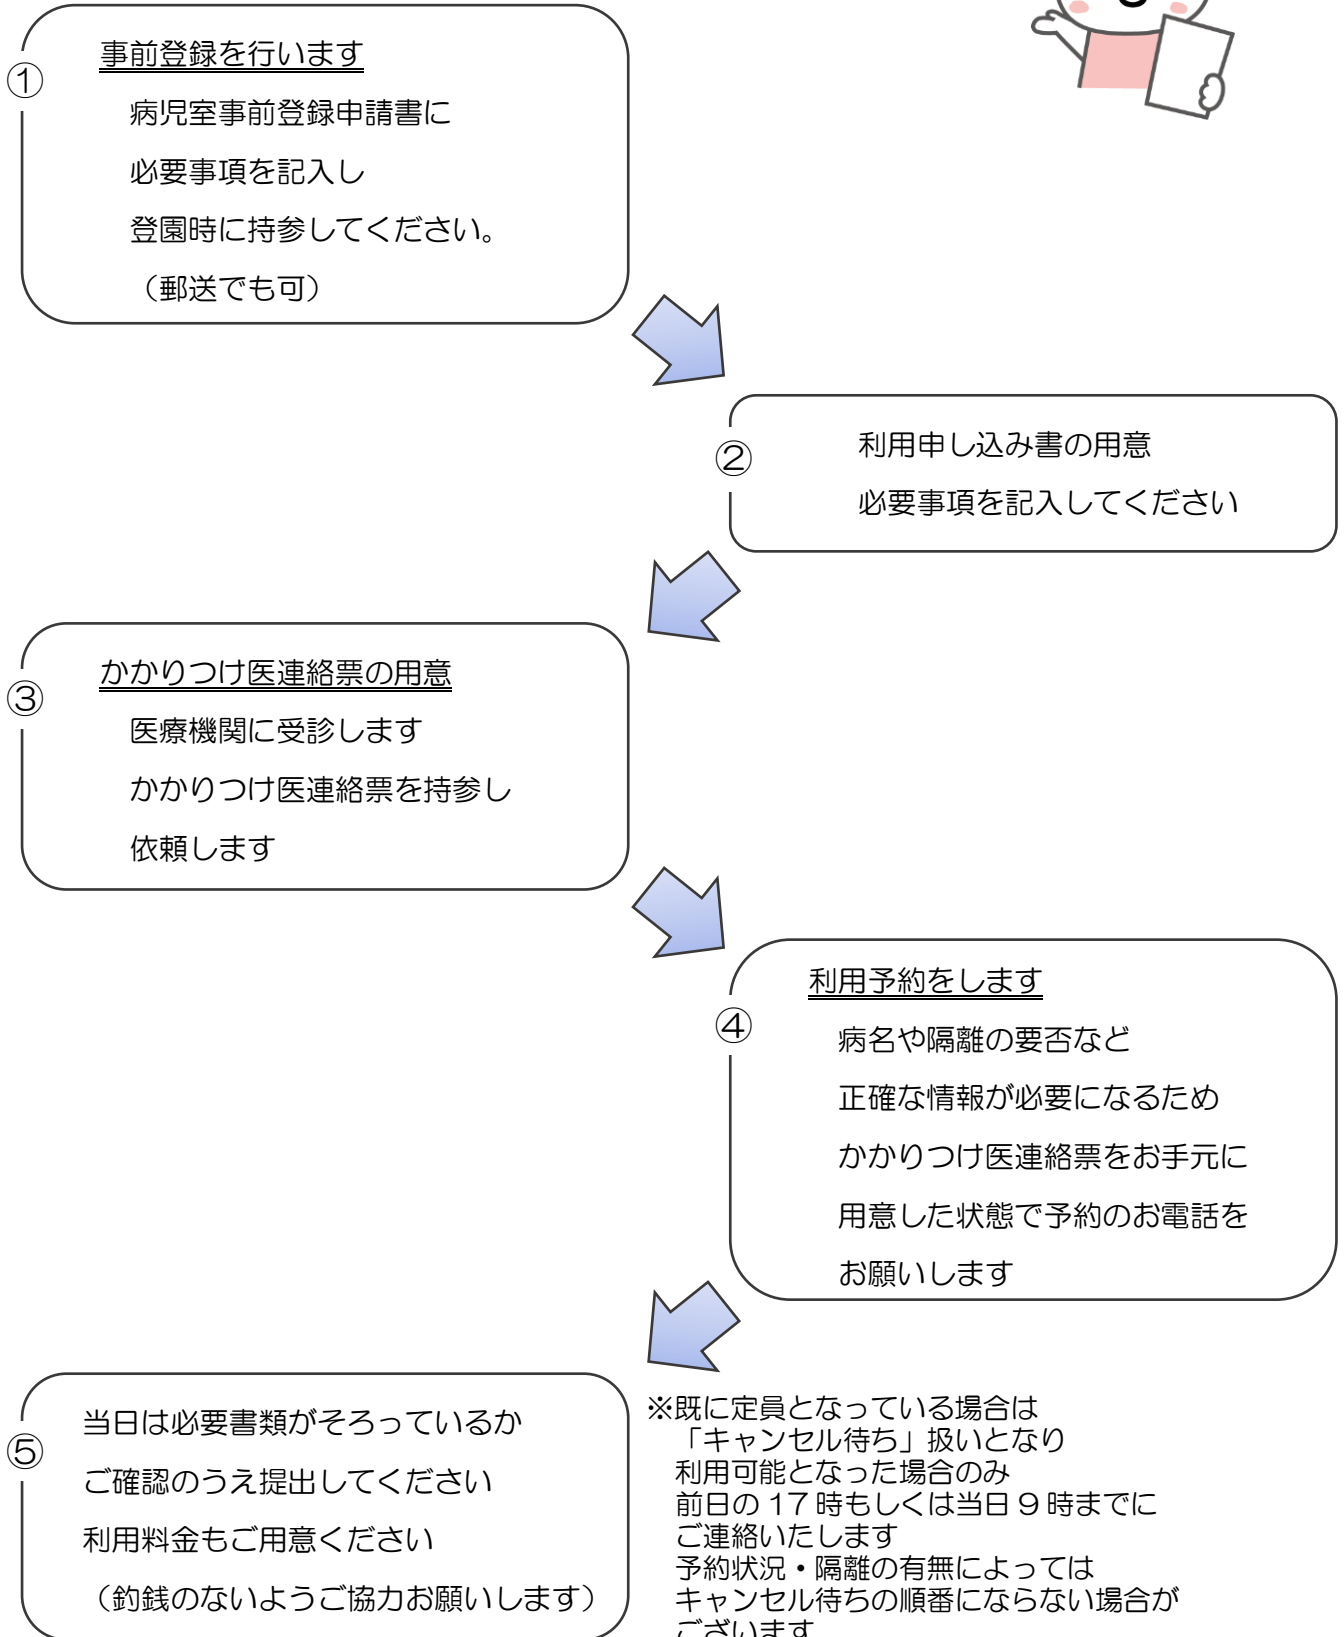 ①
事前登録を行います
病児室事前登録申請書に
必要事項を記入し
登園時に持参してください。
（郵送でも可）
②
利用申し込み書の用意
必要事項を記入してください
③
かかりつけ医連絡票の用意
医療機関に受診します
かかりつけ医連絡票を持参し
依頼します
④
利用予約をします
病名や隔離の要否など
正確な情報が必要になるため
かかりつけ医連絡票をお手元に
用意した状態で予約のお電話を
お願いします
⑤
当日は必要書類がそろっているか
ご確認のうえ提出してください
利用料金もご用意ください
（釣銭のないようご協力お願いします）
※既に定員となっている場合は
「キャンセル待ち」扱いとなり
利用可能となった場合のみ
前日の 17 時もしくは当日 9 時までに
ご連絡いたします
予約状況・隔離の有無によっては
キャンセル待ちの順番にならない場合が
ございます